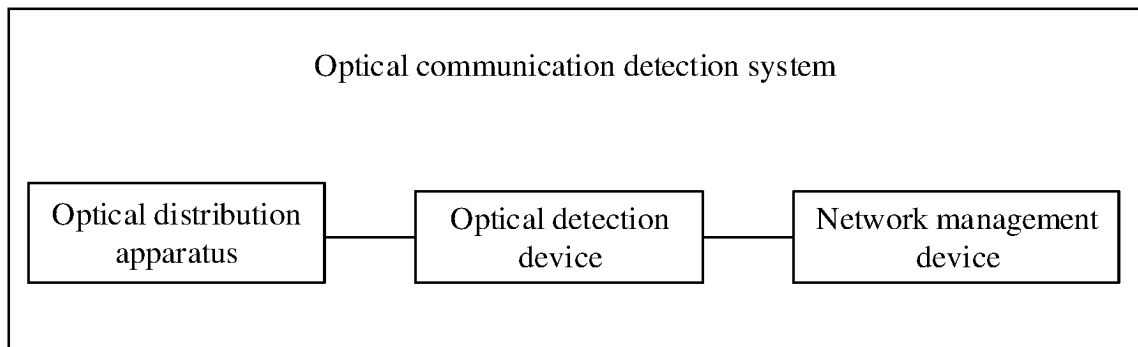 Optical communication detection system
Optical distribution
apparatus
Optical detection
device
Network management
device